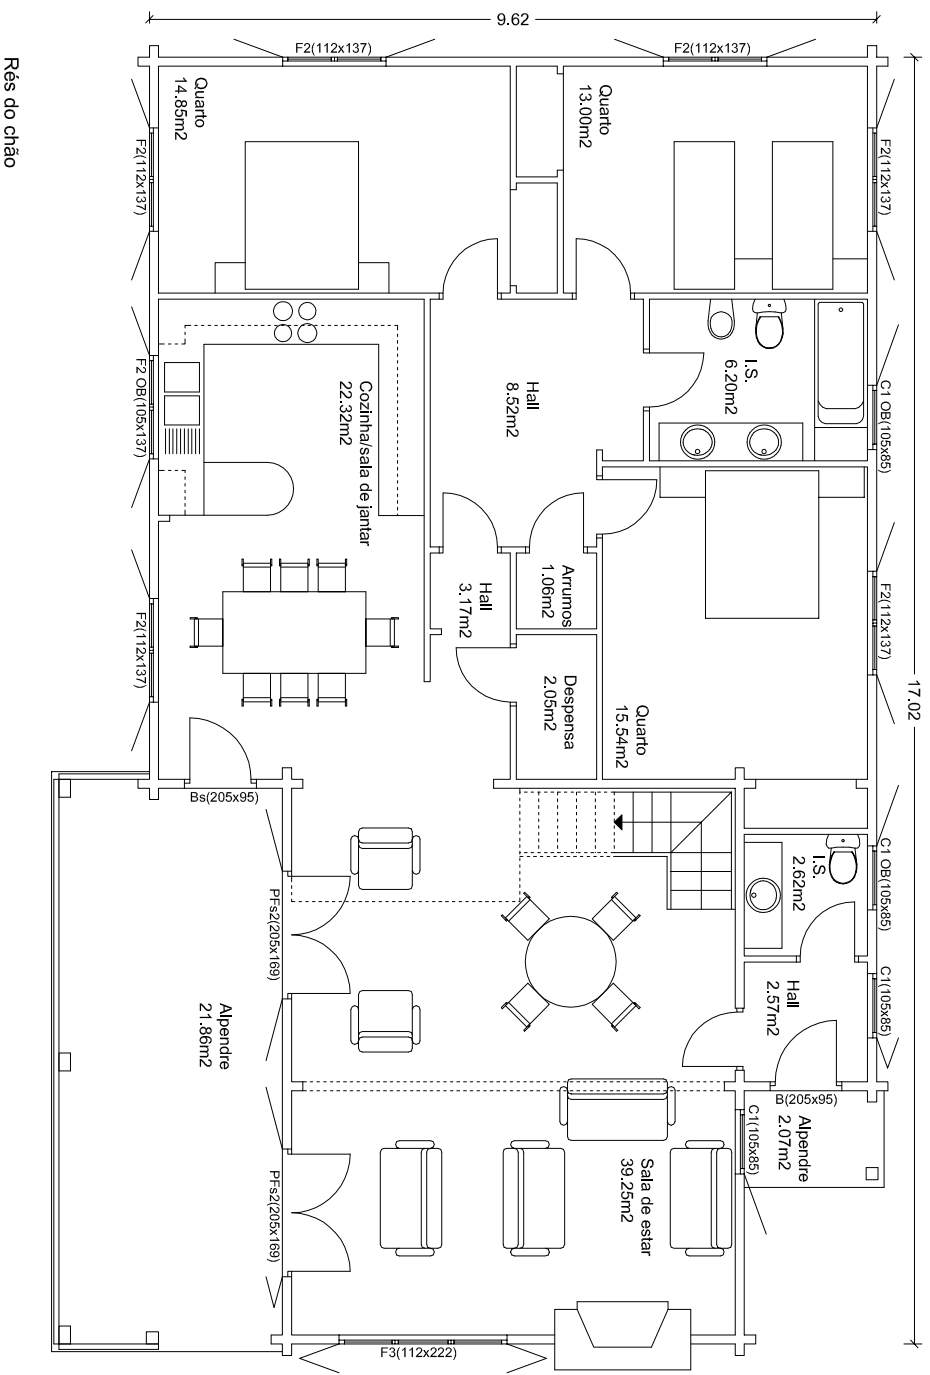 9.62
F2(112x137)
F2(112x137)
Rés do chão
Quarto
14.85m2
Quarto
13.00m2
F2(112x137)
F2(112x137)
17.02
I.S.
6.20m2
Hall
8.52m2
Cozinha/sala de jantar
22.32m2
F2 OB(105x137)
C1 OB(105x85)
Arrumos
1.06m2
Hall
3.17m2
F2(112x137)
F2(112x137)
Despensa
2.05m2
Quarto
15.54m2
Bs(205x95)
I.S.
2.62m2
C1 OB(105x85)
PFs2(205x169)
Hall
2.57m2
C1(105x85)
Alpendre
21.86m2
B(205x95)
C1(105x85)
Alpendre
2.07m2
Sala de estar
39.25m2
PFs2(205x169)
F3(112x222)